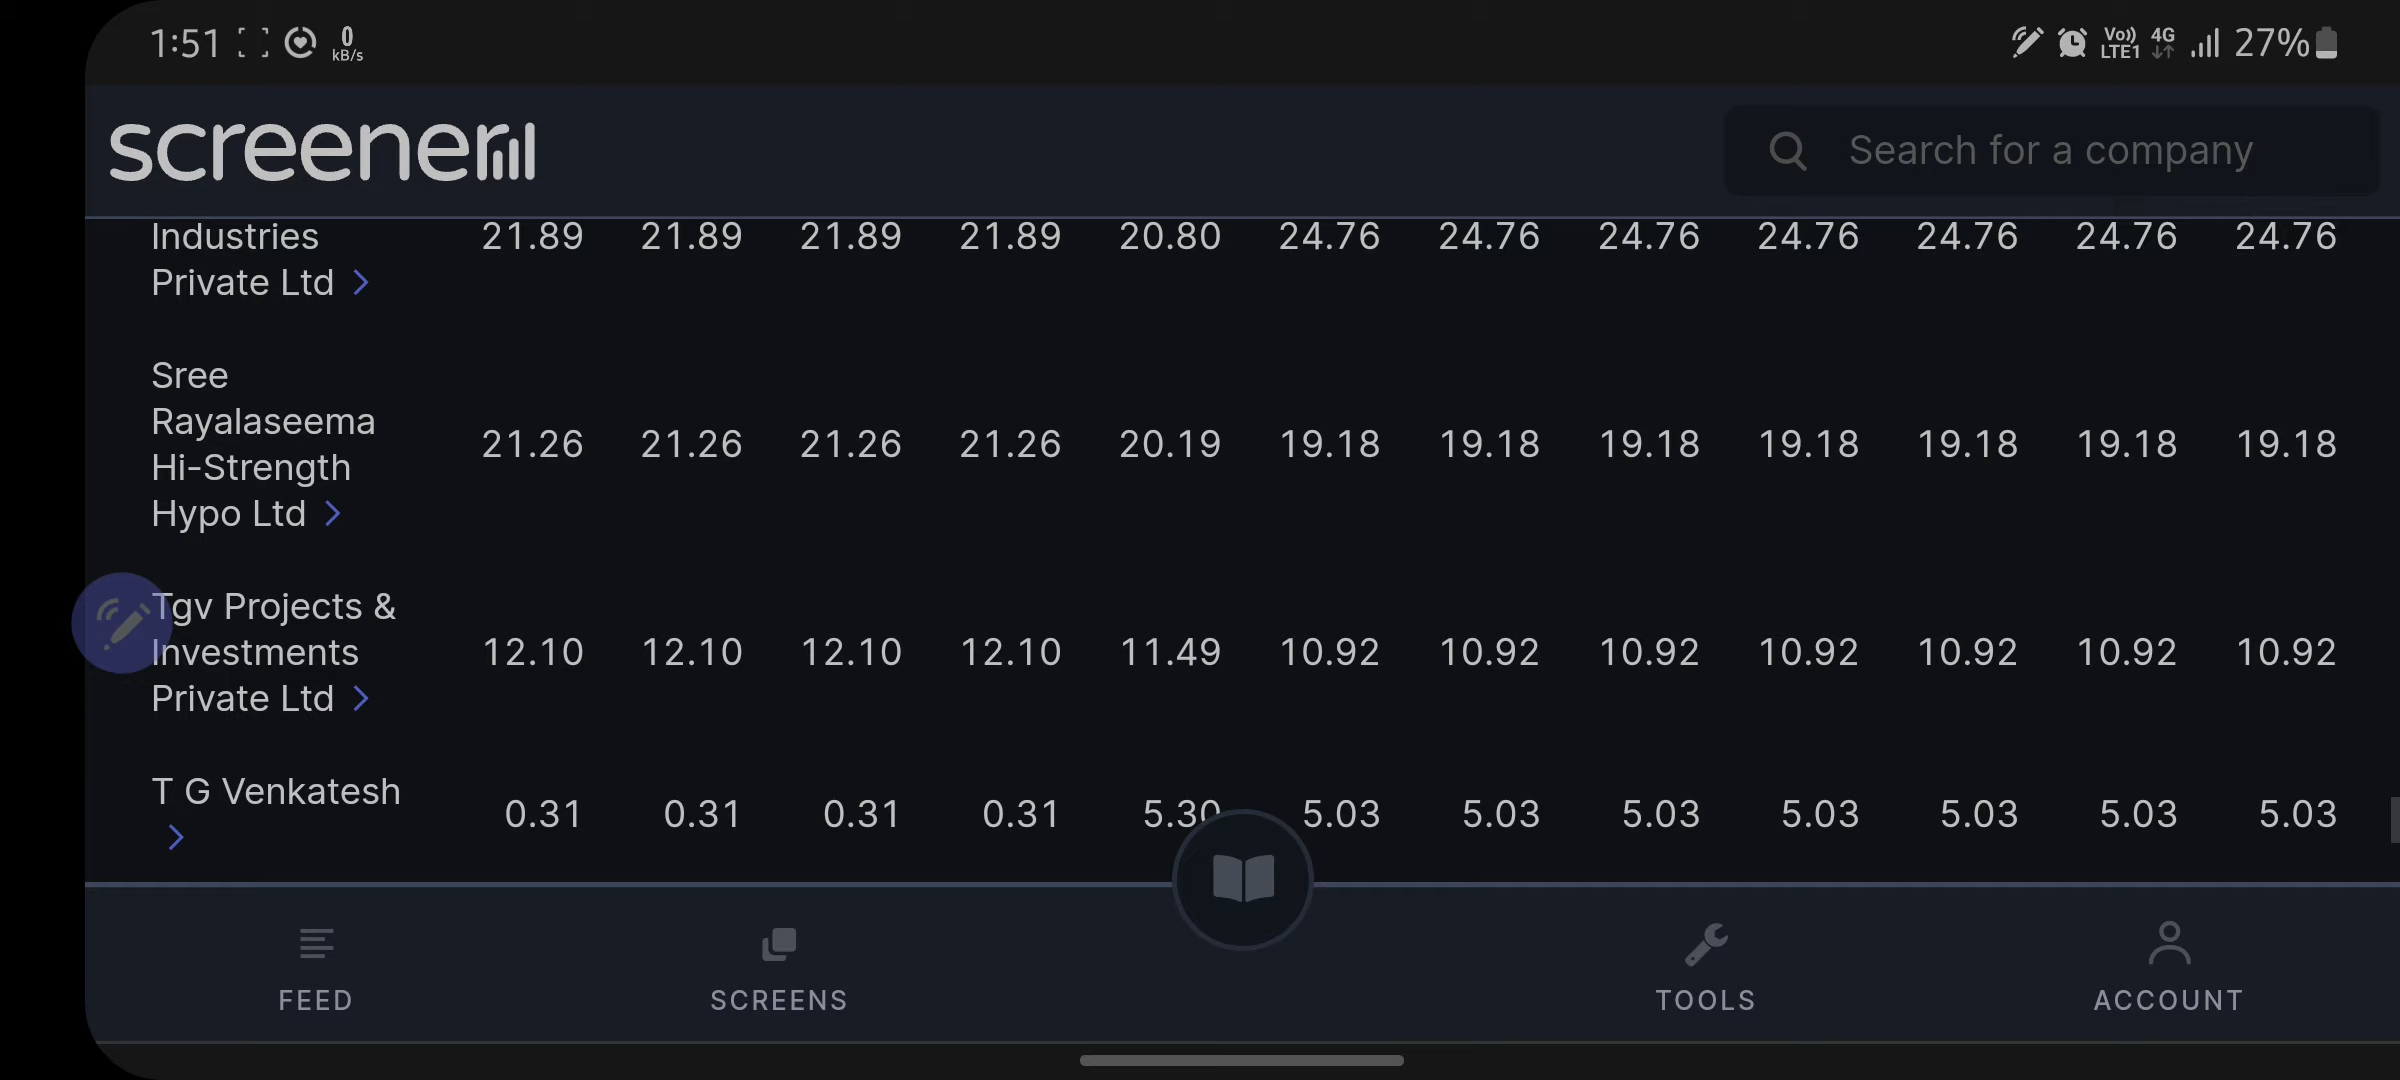 1:51 0 kB/s Vo)) LTE1 4G 27%
screener Search for a company
Industries Private Ltd 21.89 21.89 21.89 21.89 20.80 24.76 24.76 24.76 24.76 24.76 24.76 24.76
Sree Rayalaseema Hi-Strength Hypo Ltd 21.26 21.26 21.26 21.26 20.19 19.18 19.18 19.18 19.18 19.18 19.18 19.18
Tgv Projects & Investments Private Ltd 12.10 12.10 12.10 12.10 11.49 10.92 10.92 10.92 10.92 10.92 10.92 10.92
T G Venkatesh 0.31 0.31 0.31 0.31 5.30 5.03 5.03 5.03 5.03 5.03 5.03 5.03
FEED SCREENS TOOLS ACCOUNT